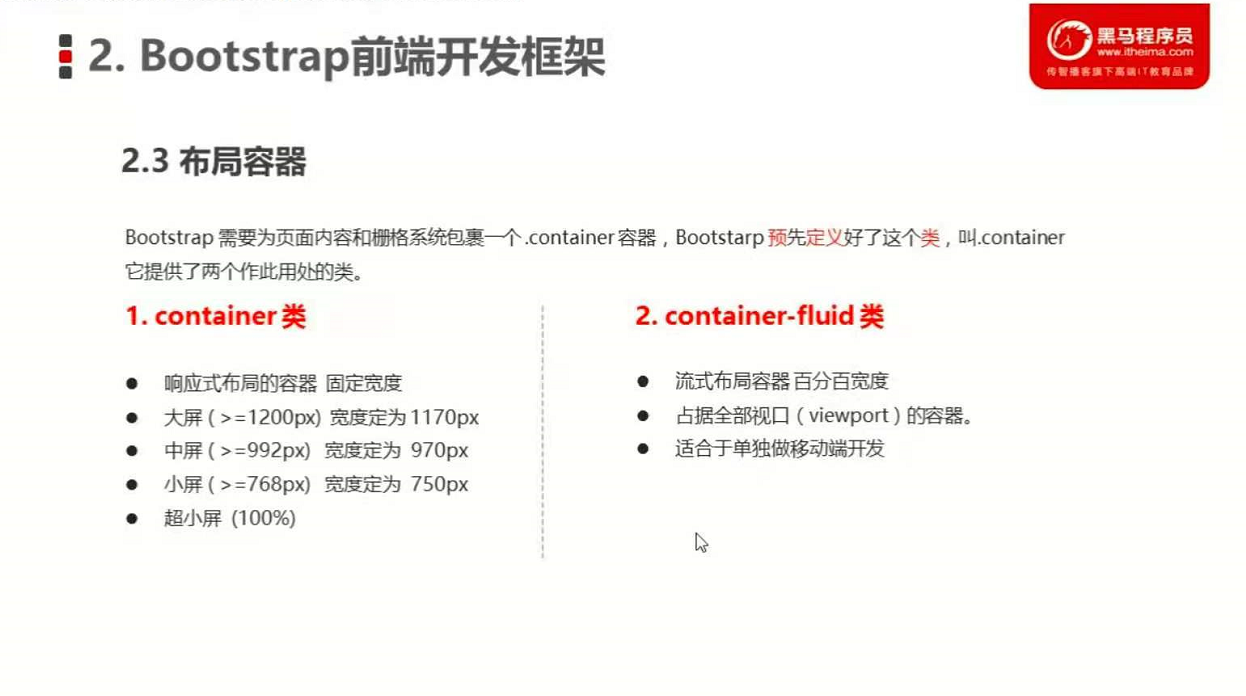 2. Bootstrap前端开发框架
黑马程序员
www.itheima.com
传智播客旗下高端IT教育品牌
2.3 布局容器
Bootstrap 需要为页面内容和栅格系统包裹一个 .container 容器，Bootstarp 预先定义好了这个类，叫.container
它提供了两个作此用处的类。
1. container 类
响应式布局的容器 固定宽度
大屏 ( >=1200px) 宽度定为 1170px
中屏 ( >=992px) 宽度定为 970px
小屏 ( >=768px) 宽度定为 750px
超小屏 (100%)
2. container-fluid 类
流式布局容器 百分百宽度
占据全部视口（viewport）的容器。
适合于单独做移动端开发